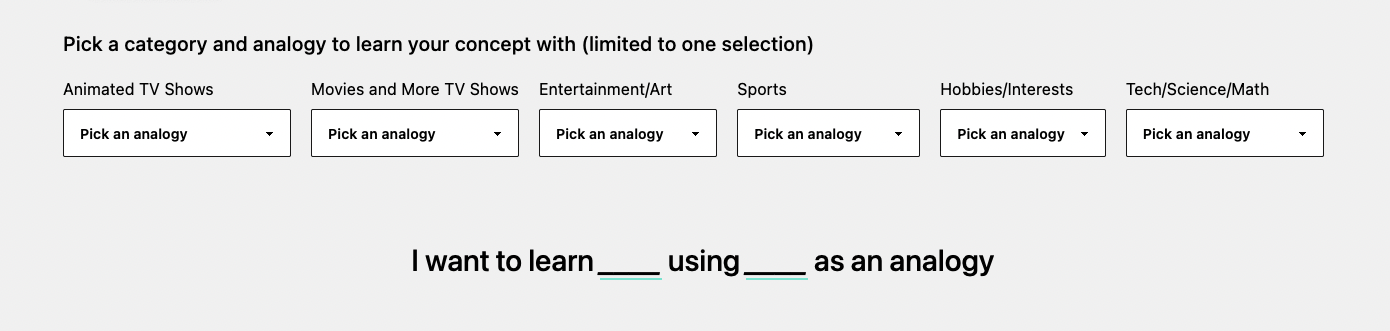 Pick a category and analogy to learn your concept with (limited to one selection)
Animated TV Shows Movies and More TV Shows Entertainment/Art Sports Hobbies/Interests Tech/Science/Math
Pick an analogy Pick an analogy Pick an analogy Pick an analogy Pick an analogy Pick an analogy
I want to learn ____ using ____ as an analogy